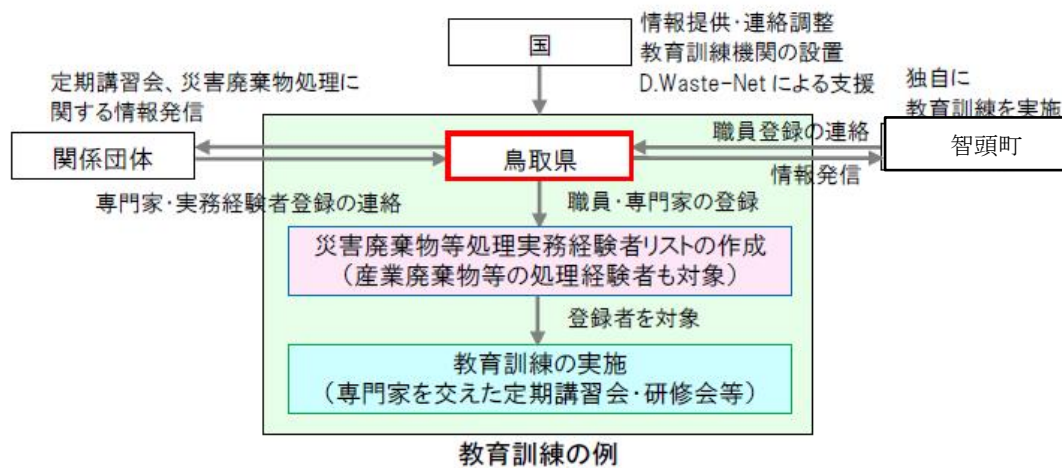 国
情報提供・連絡調整
教育訓練機関の設置
D.Waste-Net による支援
定期講習会、災害廃棄物処理に
関する情報発信
独自に
教育訓練を実施
関係団体
鳥取県
職員登録の連絡
智頭町
情報発信
専門家・実務経験者登録の連絡
職員・専門家の登録
災害廃棄物等処理実務経験者リストの作成
（産業廃棄物等の処理経験者も対象）
登録者を対象
教育訓練の実施
（専門家を交えた定期講習会・研修会等）
教育訓練の例